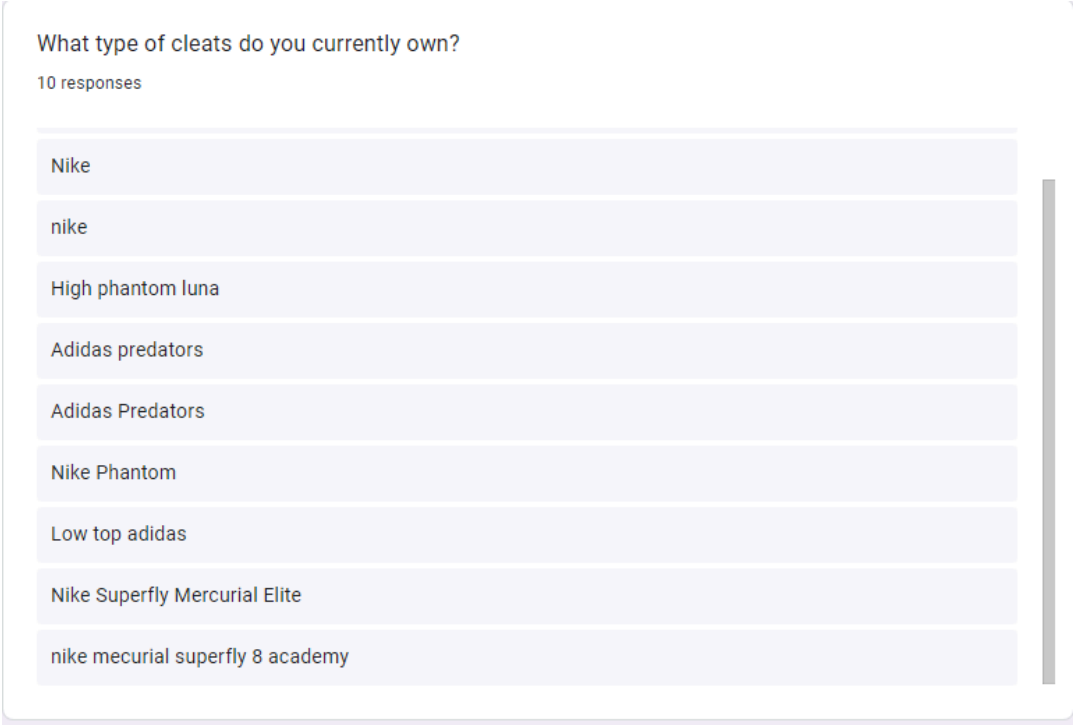 What type of cleats do you currently own?
10 responses
Nike
nike
High phantom luna
Adidas predators
Adidas Predators
Nike Phantom
Low top adidas
Nike Superfly Mercurial Elite
nike mecurial superfly 8 academy